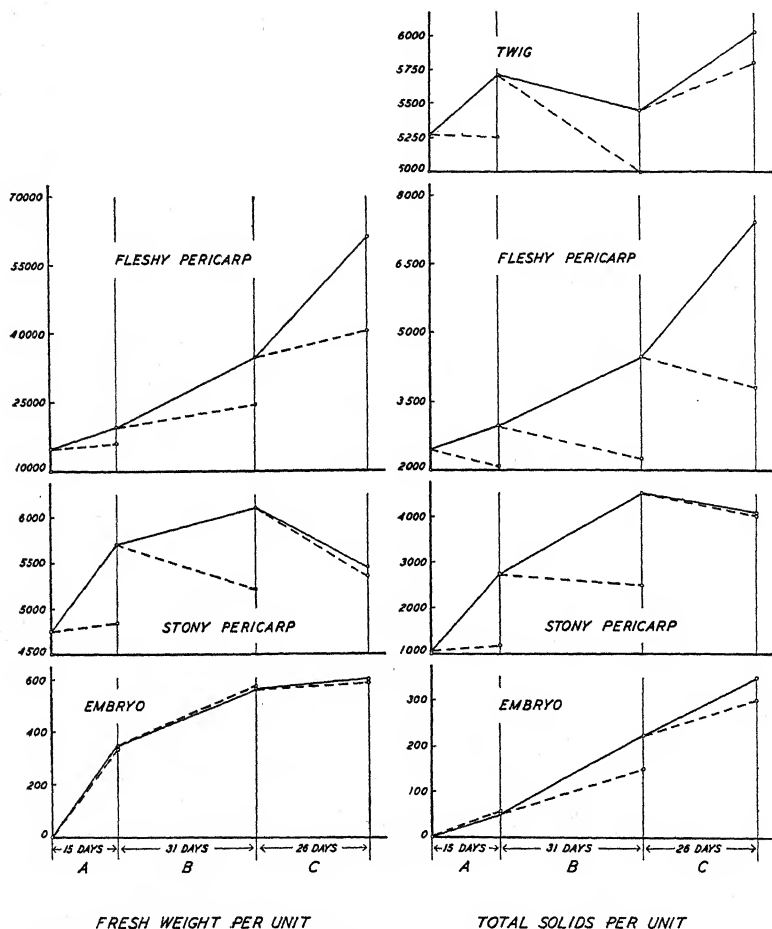 6000
TWIG
5750
5500
5250
5000
70000
FLESHY PERICARP
55000
40000
25000
10000
8000
FLESHY PERICARP
6500
5000
3500
2000
6000
5500
5000
STONY PERICARP
4500
4000
3000
2000
STONY PERICARP
1000
600
EMBRYO
400
200
0
300
EMBRYO
200
100
0
15 DAYS
31 DAYS
26 DAYS
A
B
C
15 DAYS
31 DAYS
26 DAYS
A
B
C
FRESH WEIGHT PER UNIT
TOTAL SOLIDS PER UNIT